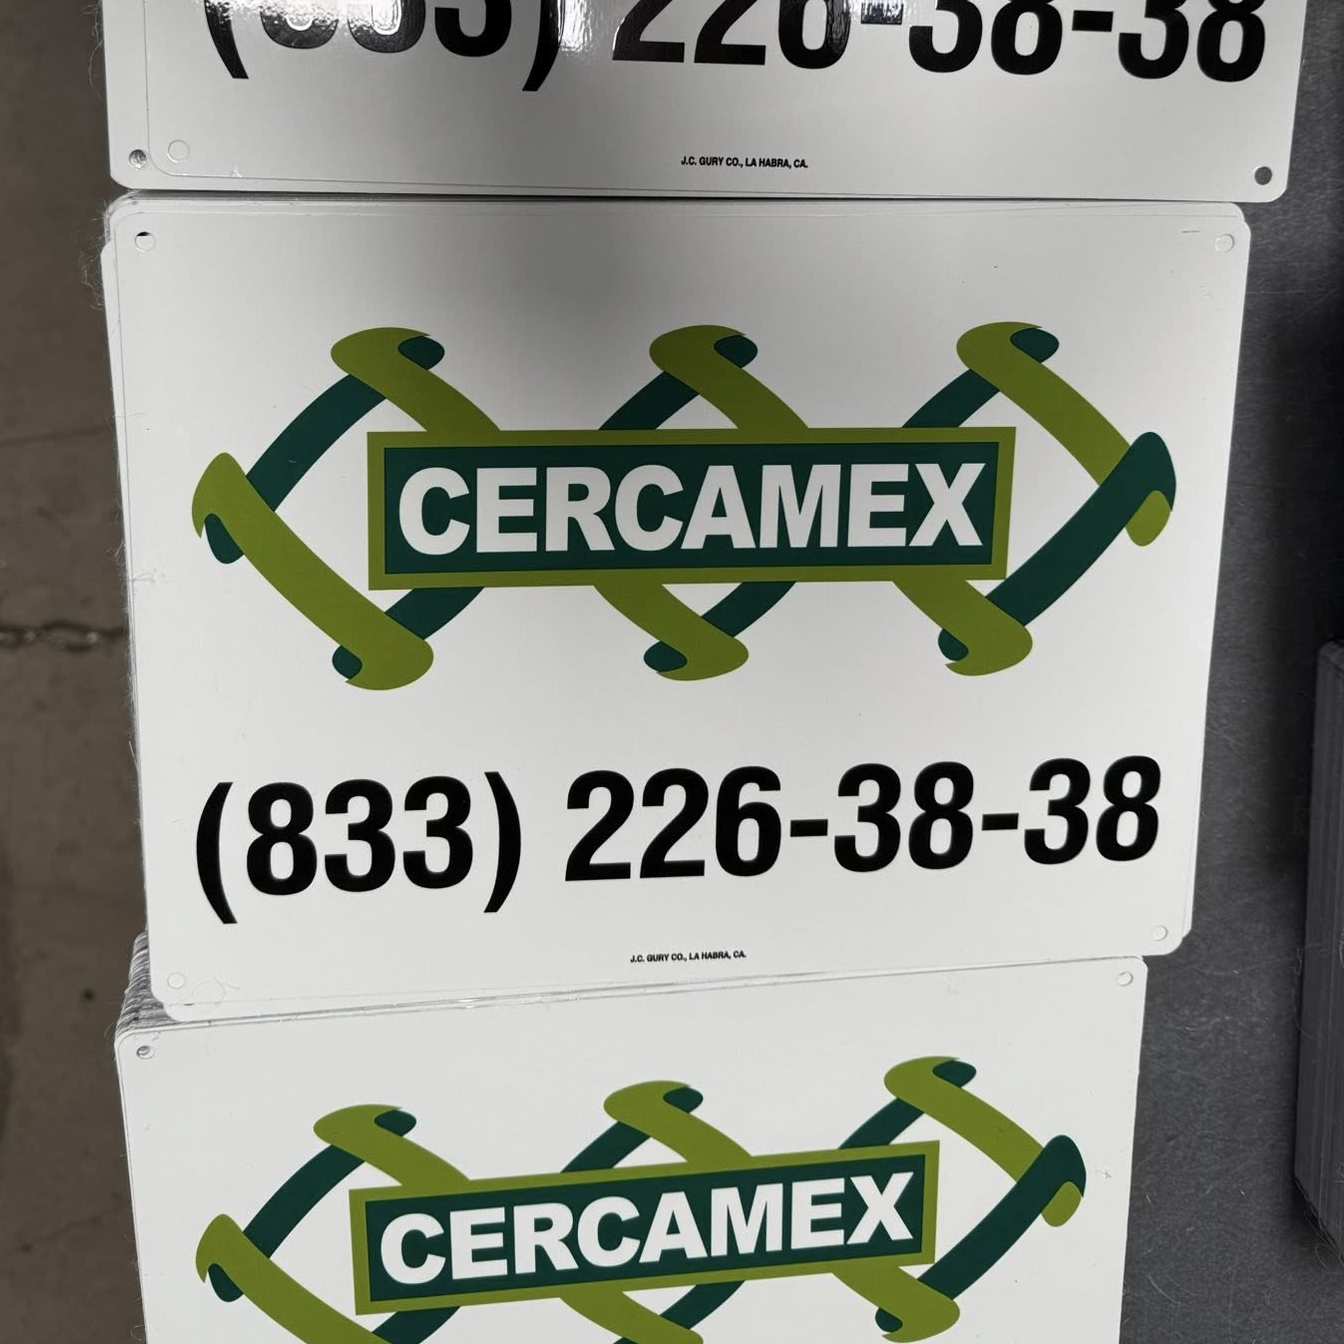 (833) 226-38-38
J.C. GURY CO., LA HABRA, CA.
CERCAMEX
(833) 226-38-38
J.C. GURY CO., LA HABRA, CA.
CERCAMEX